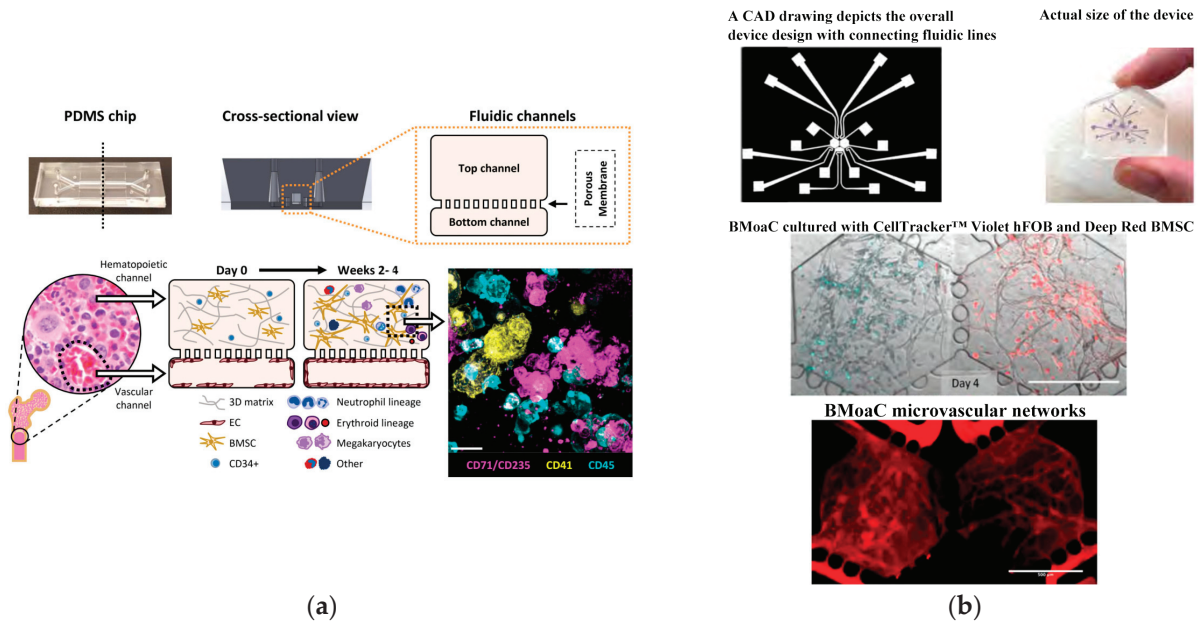 PDMS chip
Cross-sectional view
Fluidic channels
Top channel
Bottom channel
Porous
Membrane
Hematopoietic
channel
Vascular
channel
Day 0
Weeks 2- 4
3D matrix
EC
BMSC
CD34+
Neutrophil lineage
Erythroid lineage
Megakaryocytes
Other
CD71/CD235 CD41 CD45
(a)
A CAD drawing depicts the overall
device design with connecting fluidic lines
Actual size of the device
BMoaC cultured with CellTracker™ Violet hFOB and Deep Red BMSC
Day 4
BMoaC microvascular networks
500 μm
(b)